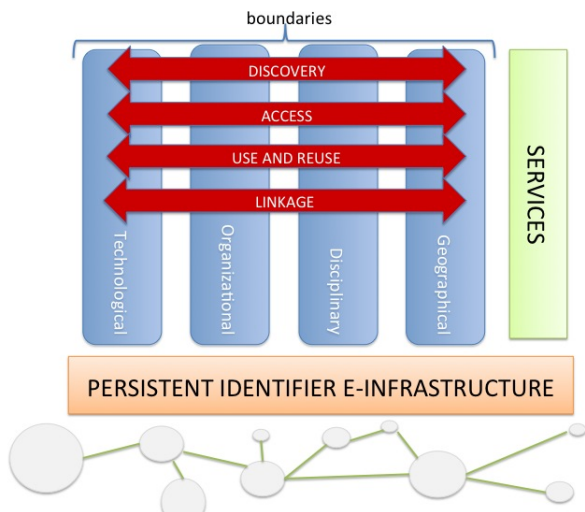 boundaries
DISCOVERY
ACCESS
USE AND REUSE
LINKAGE
Technological
Organizational
Disciplinary
Geographical
SERVICES
PERSISTENT IDENTIFIER E-INFRASTRUCTURE